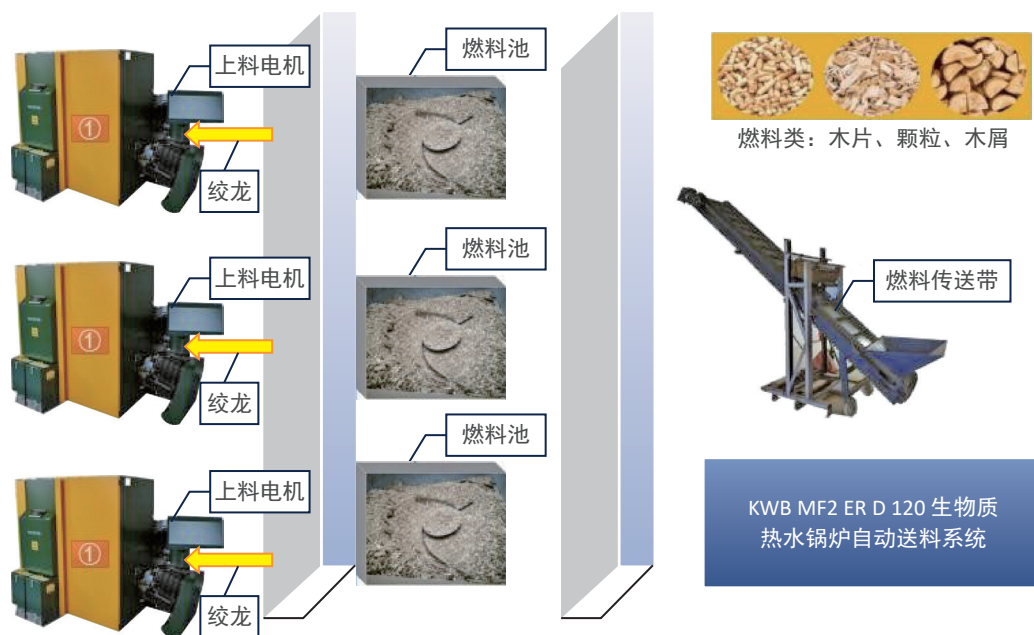 上料电机
燃料池
①
绞龙
燃料类：木片、颗粒、木屑
上料电机
燃料池
①
绞龙
燃料传送带
上料电机
燃料池
①
绞龙
KWB MF2 ER D 120 生物质
热水锅炉自动送料系统